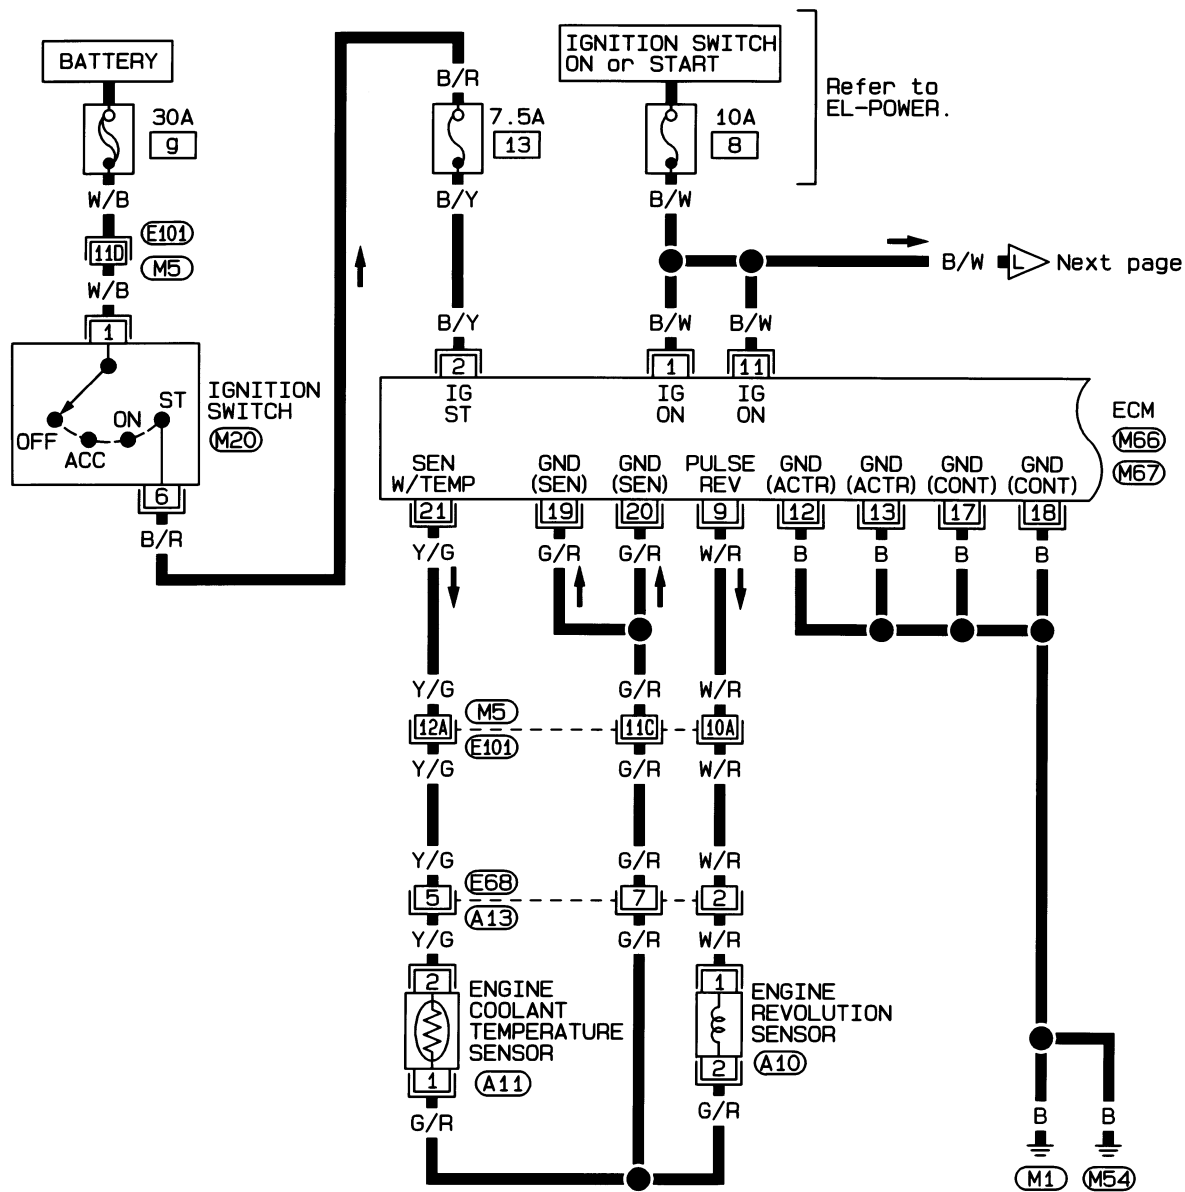 BATTERY
30A
g
W/B
11D
E101
M5
W/B
1
OFF
ACC
ON
ST
IGNITION
SWITCH
M20
6
B/R
B/R
7.5A
13
B/Y
B/Y
2
IGNITION SWITCH
ON or START
10A
8
Refer to
EL-POWER.
B/W
B/W
L
Next page
B/W
B/W
1
11
IG
ST
IG
ON
IG
ON
ECM
M66
M67
SEN
W/TEMP
GND
(SEN)
GND
(SEN)
PULSE
REV
GND
(ACTR)
GND
(ACTR)
GND
(CONT)
GND
(CONT)
21
19
20
9
12
13
17
18
Y/G
G/R
G/R
W/R
B
B
B
B
Y/G
G/R
W/R
12A
M5
E101
11C
10A
Y/G
G/R
W/R
Y/G
G/R
W/R
5
E68
A13
7
2
Y/G
G/R
W/R
2
ENGINE
COOLANT
TEMPERATURE
SENSOR
A11
1
G/R
1
ENGINE
REVOLUTION
SENSOR
A10
2
G/R
B
B
M1
M54